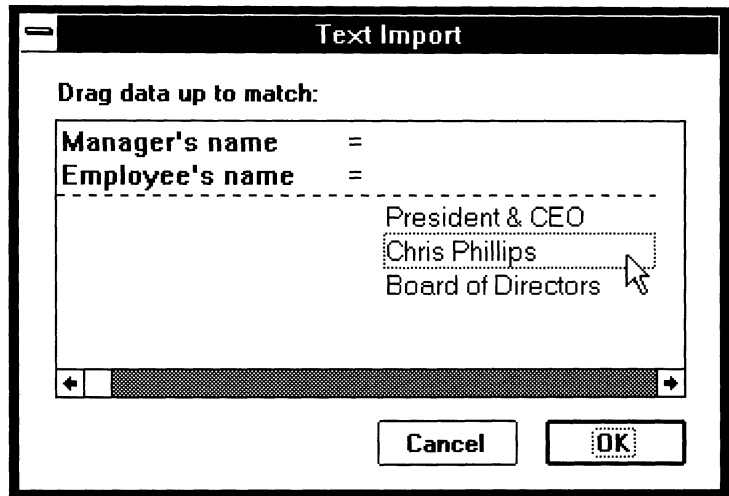 Text Import
Drag data up to match:
Manager's name =
Employee's name =
President & CEO
Chris Phillips
Board of Directors
Cancel OK